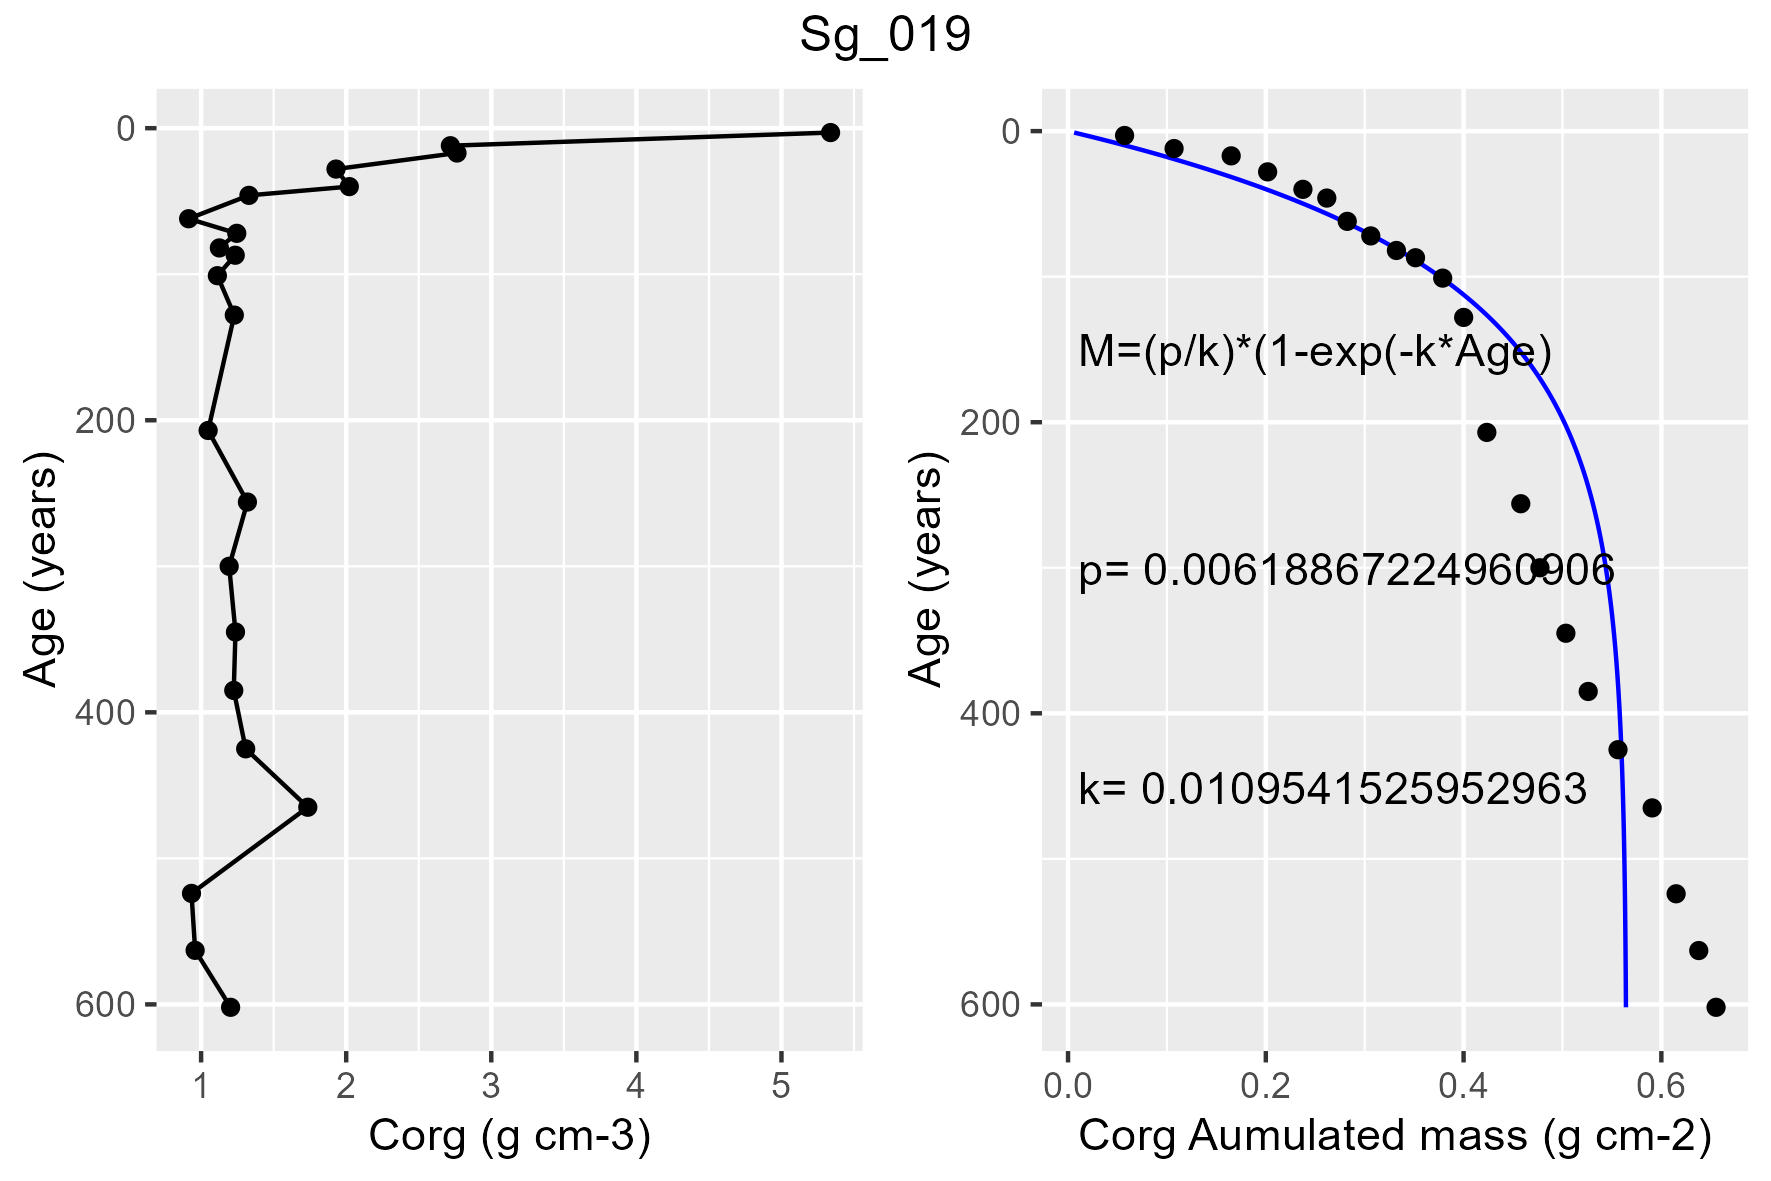 Sg_019
0
200
400
600
Age (years)
1 2 3 4 5
Corg (g cm-3)
0
200
400
600
Age (years)
M=(p/k)*(1-exp(-k*Age)
p= 0.00618867224960906
k= 0.0109541525952963
0.0 0.2 0.4 0.6
Corg Aumulated mass (g cm-2)